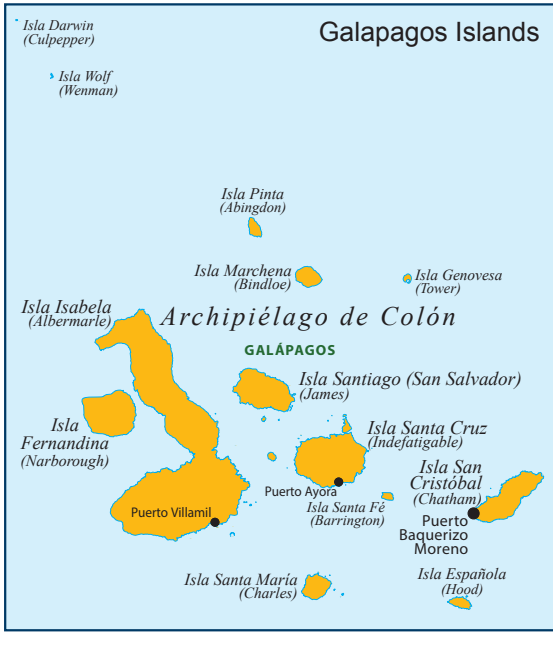 Galapagos Islands
Isla Darwin
(Culpepper)
Isla Wolf
(Wenman)
Isla Pinta
(Abingdon)
Isla Marchena
(Bindloe)
Isla Genovesa
(Tower)
Isla Isabela
(Albermarle)
Archipiélago de Colón
GALÁPAGOS
Isla Santiago (San Salvador)
(James)
Isla
Fernandina
(Narborough)
Isla Santa Cruz
(Indefatigable)
Isla San
Cristóbal
(Chatham)
Puerto Ayora
Isla Santa Fé
(Barrington)
Puerto Villamil
Puerto
Baquerizo
Moreno
Isla Santa María
(Charles)
Isla Española
(Hood)